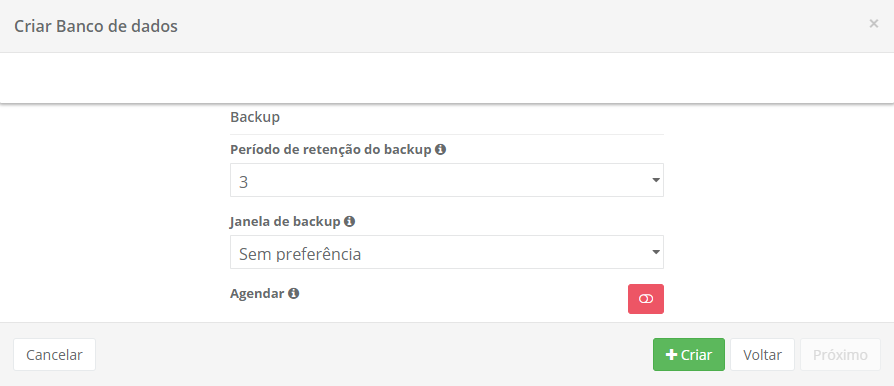 Criar Banco de dados
×
Backup
Período de retenção do backup
3
Janela de backup
Sem preferência
Agendar
Cancelar
+ Criar
Voltar
Próximo